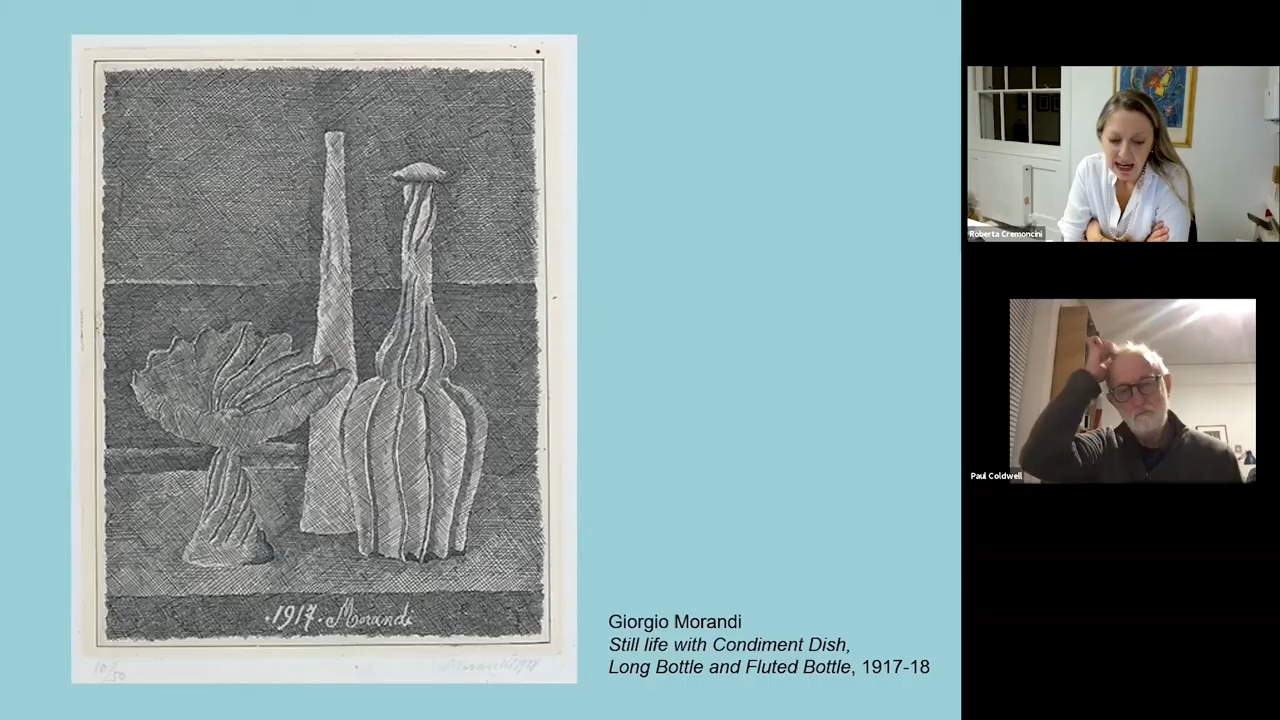 .1917. Morandi
Giorgio Morandi
Still life with Condiment Dish,
Long Bottle and Fluted Bottle, 1917-18
Roberta Cremoncini
Paul Coldwell